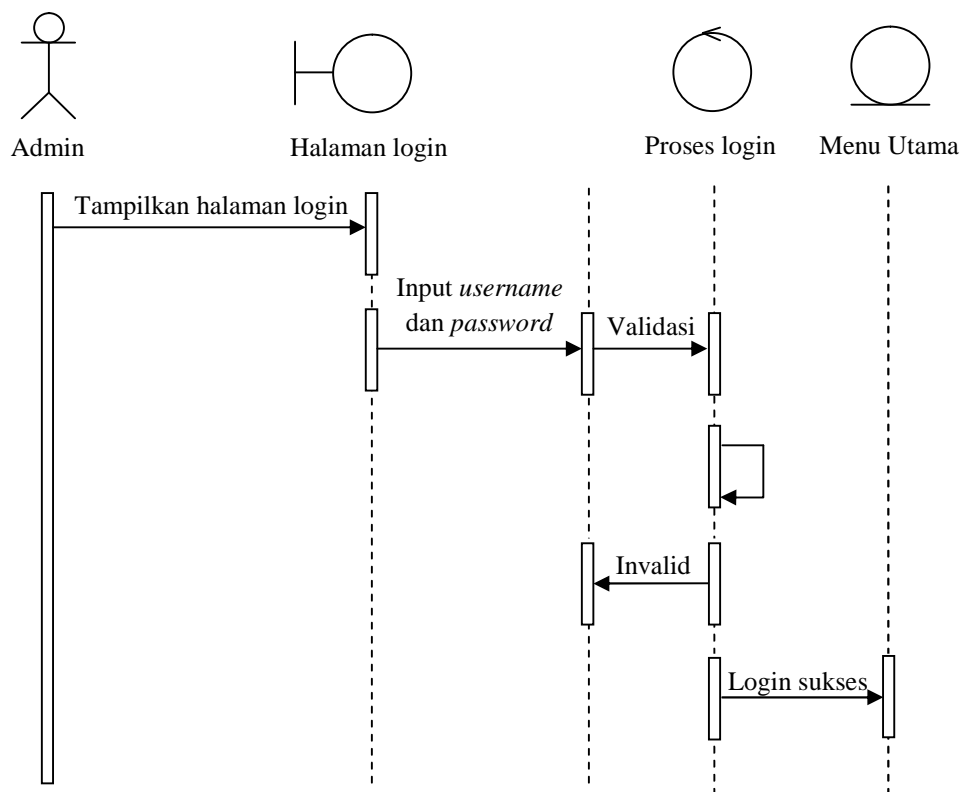 Admin
Halaman login
Proses login
Menu Utama
Tampilkan halaman login
Input username
dan password
Validasi
Invalid
Login sukses